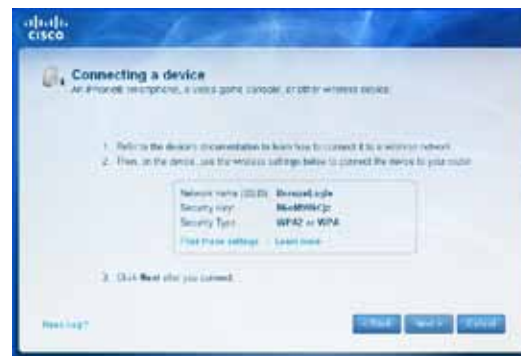 cisco
Connecting a device
An iPhone® smartphone, a video game console, or other wireless device.
1. Refer to the device's documentation to learn how to connect it to a wireless network.
2. Then, on the device, use the wireless settings below to connect the device to your router.
Network name (SSID):
Security Key:
Security Type: WPA2 or WPA
Print these settings Learn more
3. Click Next after you connect.
Need help?
Back Next Cancel